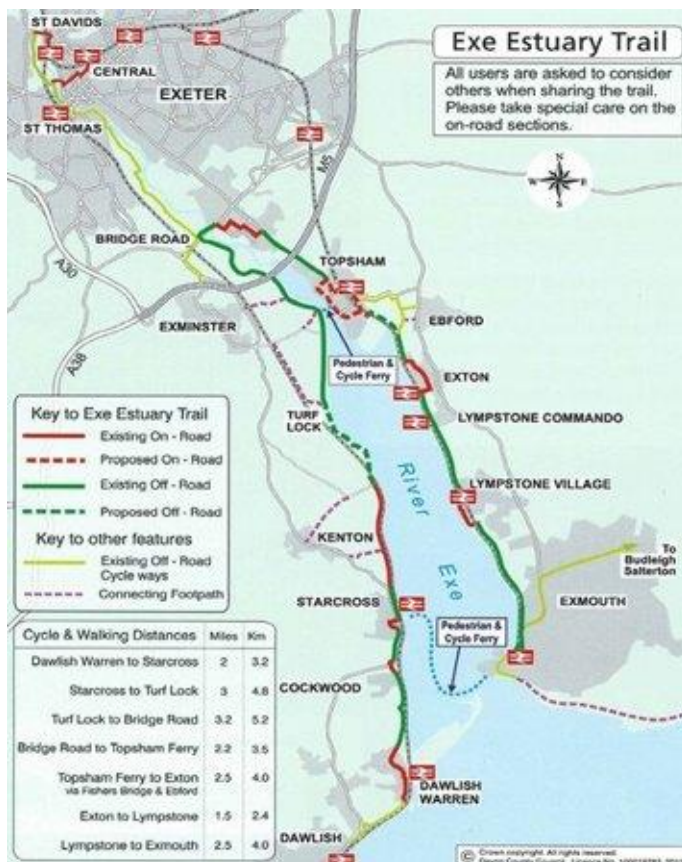 Exe Estuary Trail
All users are asked to consider
others when sharing the trail.
Please take special care on the
on-road sections.
N
W E
S
ST DAVIDS
CENTRAL
EXETER
ST THOMAS
M5
BRIDGE ROAD
A30
TOPSHAM
EXMINSTER
EBFORD
A38
Pedestrian &
Cycle Ferry
EXTON
TURF
LOCK
LYMPSTONE COMMANDO
River
Exe
LYMPSTONE VILLAGE
KENTON
To
Budleigh
Salterton
EXMOUTH
STARCROSS
Pedestrian &
Cycle Ferry
COCKWOOD
DAWLISH
WARREN
DAWLISH
Key to Exe Estuary Trail
Existing On - Road
Proposed On - Road
Existing Off - Road
Proposed Off - Road
Key to other features
Existing Off - Road
Cycle ways
Connecting Footpath
Cycle & Walking Distances Miles Km
Dawlish Warren to Starcross 2 3.2
Starcross to Turf Lock 3 4.8
Turf Lock to Bridge Road 3.2 5.2
Bridge Road to Topsham Ferry 2.2 3.5
Topsham Ferry to Exton 2.5 4.0
via Fishers Bridge & Ebford
Exton to Lympstone 1.5 2.4
Lympstone to Exmouth 2.5 4.0
© Crown copyright. All rights reserved.